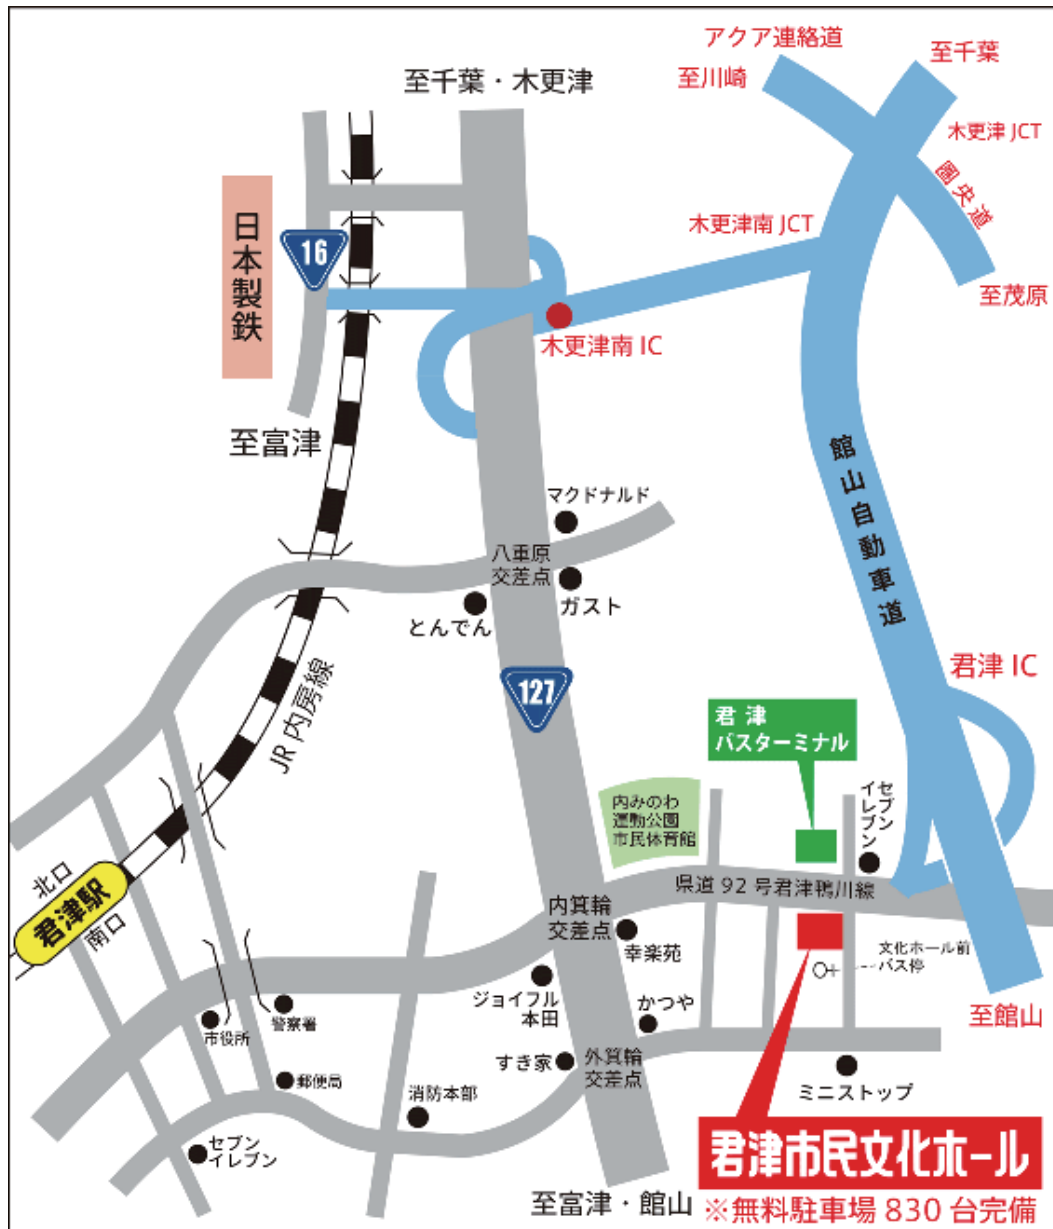 アクア連絡道
至千葉
至川崎
至千葉・木更津
木更津 JCT
圏央道
日本製鉄
16
木更津南 JCT
至茂原
木更津南 IC
至富津
館山自動車道
マクドナルド
八重原
交差点
ガスト
とんでん
君津 IC
127
JR 内房線
君 津
バスターミナル
セブン
イレブン
内みのわ
運動公園
市民体育館
北口
君津駅
南口
県道 92 号君津鴨川線
内箕輪
交差点
幸楽苑
文化ホール前
バス停
ジョイフル
本田
かつや
至館山
市役所
警察署
すき家
外箕輪
交差点
郵便局
消防本部
ミニストップ
セブン
イレブン
君津市民文化ホール
至富津・館山
※無料駐車場 830 台完備